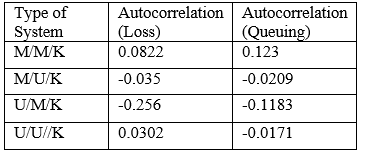 Type of System Autocorrelation (Loss) Autocorrelation (Queuing)
M/M/K 0.0822 0.123
M/U/K -0.035 -0.0209
U/M/K -0.256 -0.1183
U/U//K 0.0302 -0.0171